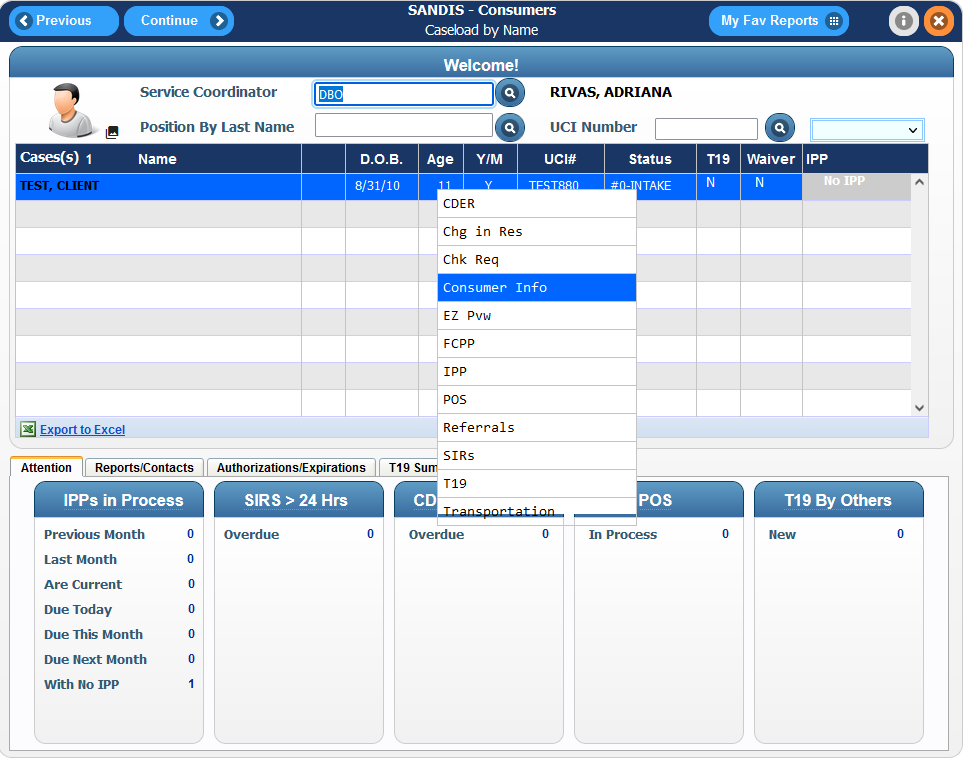 Previous Continue SANDIS - Consumers My Fav Reports
Caseload by Name
Welcome!
Service Coordinator DBO RIVAS, ADRIANA
Position By Last Name UCI Number
Cases(s) 1 Name D.O.B. Age Y/M UCI# Status T19 Waiver IPP
TEST, CLIENT 8/31/10 11 Y TEST880 #0-INTAKE N N No IPP
CDER
Chg in Res
Chk Req
Consumer Info
EZ Pvw
FCPP
IPP
POS
Referrals
SIRs
T19
Transportation
Export to Excel
Attention Reports/Contacts Authorizations/Expirations T19 Sum
IPPs in Process SIRS > 24 Hrs CD POS T19 By Others
Previous Month 0 Overdue 0 Overdue 0 In Process 0 New 0
Last Month 0
Are Current 0
Due Today 0
Due This Month 0
Due Next Month 0
With No IPP 1